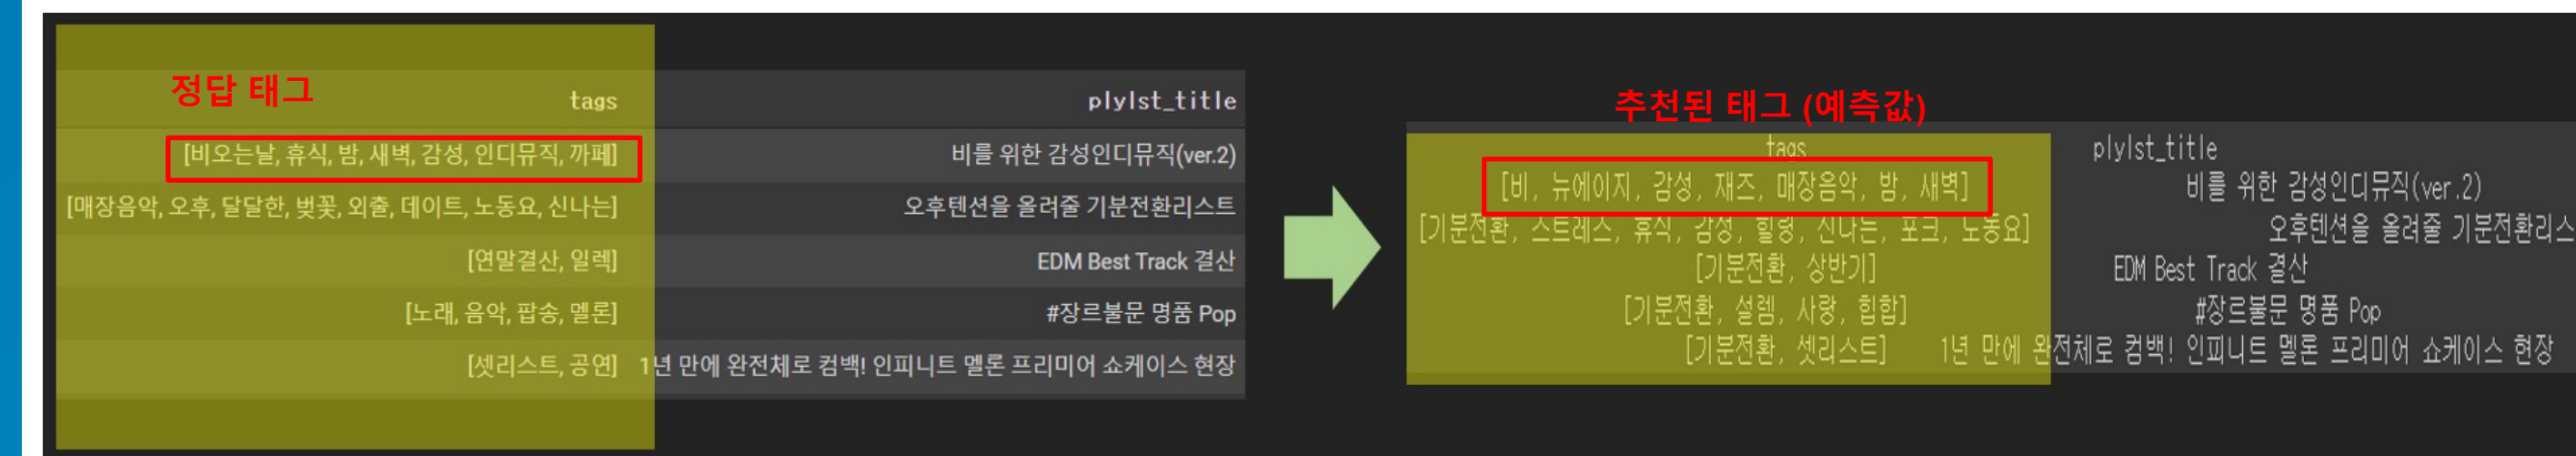 정답 태그
tags plylst_title
[비오는날, 휴식, 밤, 새벽, 감성, 인디뮤직, 까페] 비를 위한 감성인디뮤직(ver.2)
[매장음악, 오후, 달달한, 벚꽃, 외출, 데이트, 노동요, 신나는] 오후텐션을 올려줄 기분전환리스트
[연말결산, 일렉] EDM Best Track 결산
[노래, 음악, 팝송, 멜론] #장르불문 명품 Pop
[셋리스트, 공연] 1년 만에 완전체로 컴백! 인피니트 멜론 프리미어 쇼케이스 현장
추천된 태그 (예측값)
tags plylst_title
[비, 뉴에이지, 감성, 재즈, 매장음악, 밤, 새벽] 비를 위한 감성인디뮤직(ver.2)
[기분전환, 스트레스, 휴식, 감성, 힐링, 신나는, 포크, 노동요] 오후텐션을 올려줄 기분전환리스
[기분전환, 상반기] EDM Best Track 결산
[기분전환, 설렘, 사랑, 힙합] #장르불문 명품 Pop
[기분전환, 셋리스트] 1년 만에 완전체로 컴백! 인피니트 멜론 프리미어 쇼케이스 현장